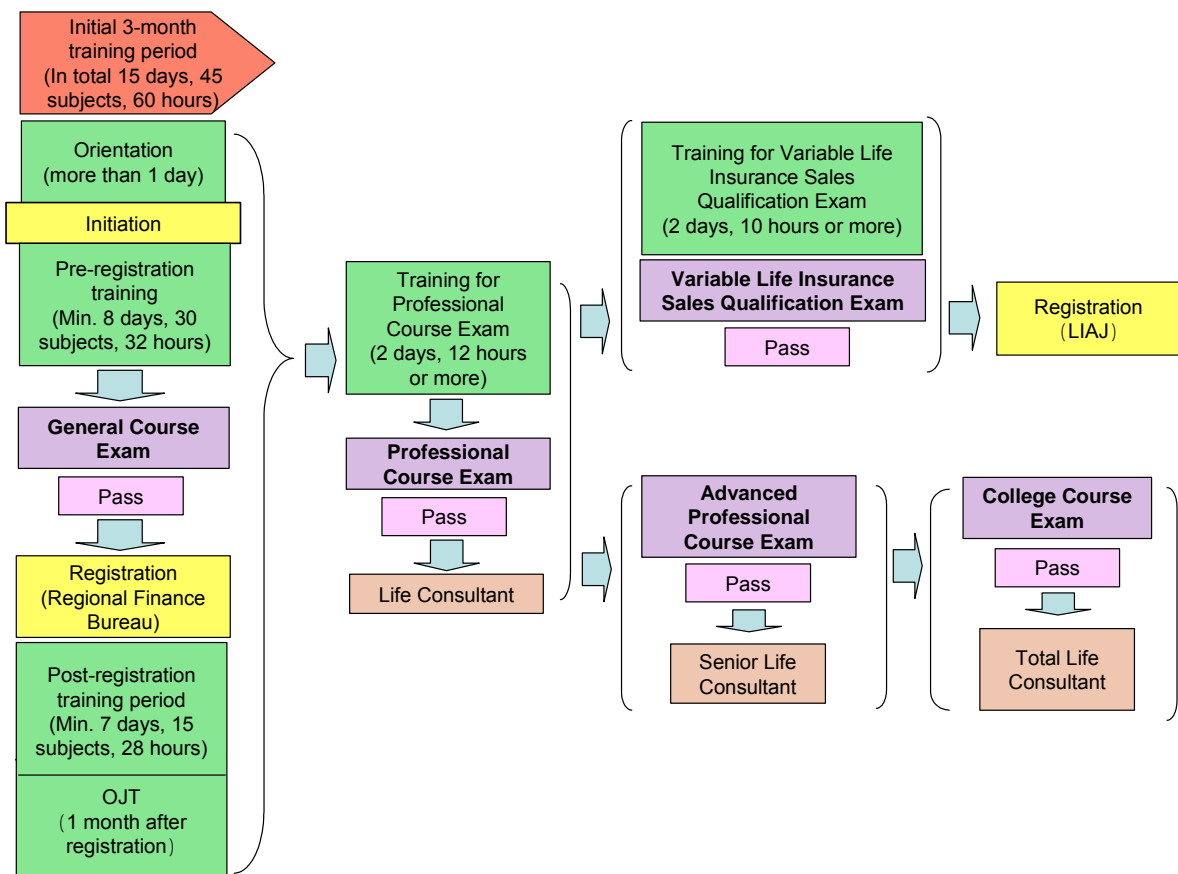 Initial 3-month
training period
(In total 15 days, 45
subjects, 60 hours)
Orientation
(more than 1 day)
Initiation
Pre-registration
training
(Min. 8 days, 30
subjects, 32 hours)
General Course
Exam
Pass
Registration
(Regional Finance
Bureau)
Post-registration
training period
(Min. 7 days, 15
subjects, 28 hours)
OJT
(1 month after
registration)
Training for
Professional
Course Exam
(2 days, 12 hours
or more)
Professional
Course Exam
Pass
Life Consultant
Training for Variable Life
Insurance Sales
Qualification Exam
(2 days, 10 hours or more)
Variable Life Insurance
Sales Qualification Exam
Pass
Registration
(LIAJ)
Advanced
Professional
Course Exam
Pass
Senior Life
Consultant
College Course
Exam
Pass
Total Life
Consultant